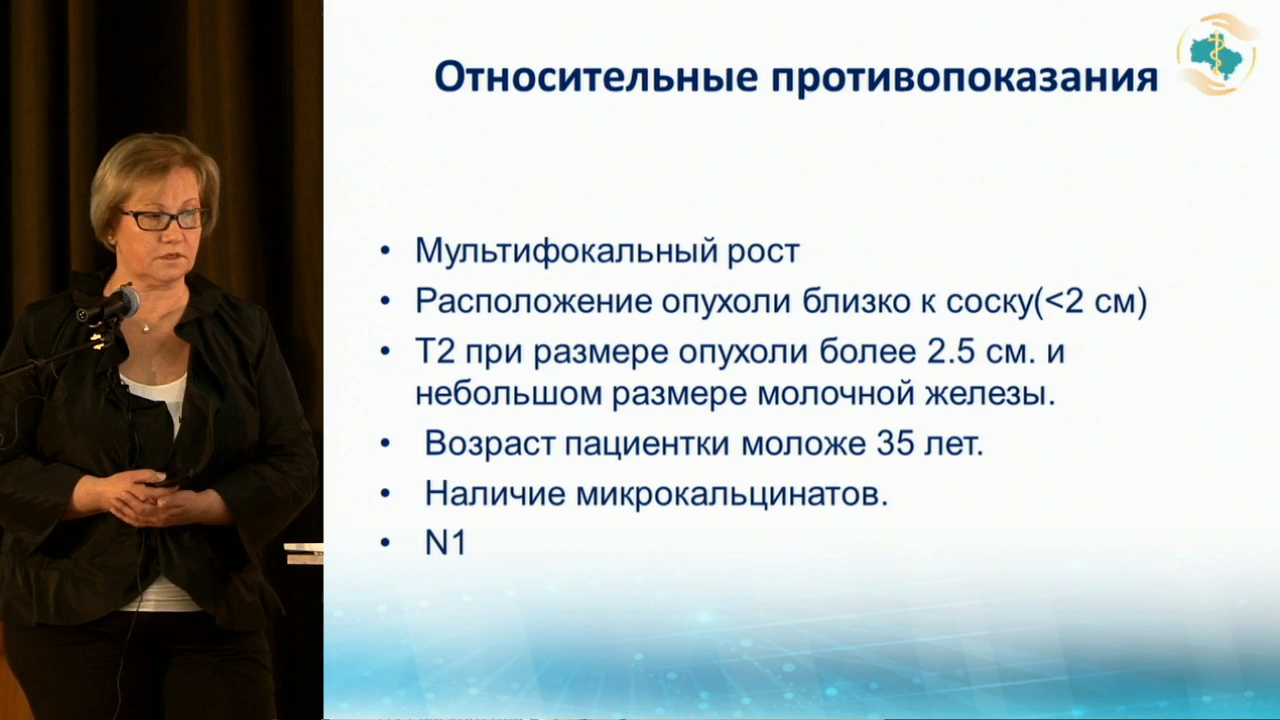 Относительные противопоказания
• Мультифокальный рост
• Расположение опухоли близко к соску(<2 см)
• Т2 при размере опухоли более 2.5 см. и
небольшом размере молочной железы.
• Возраст пациентки моложе 35 лет.
• Наличие микрокальцинатов.
• N1